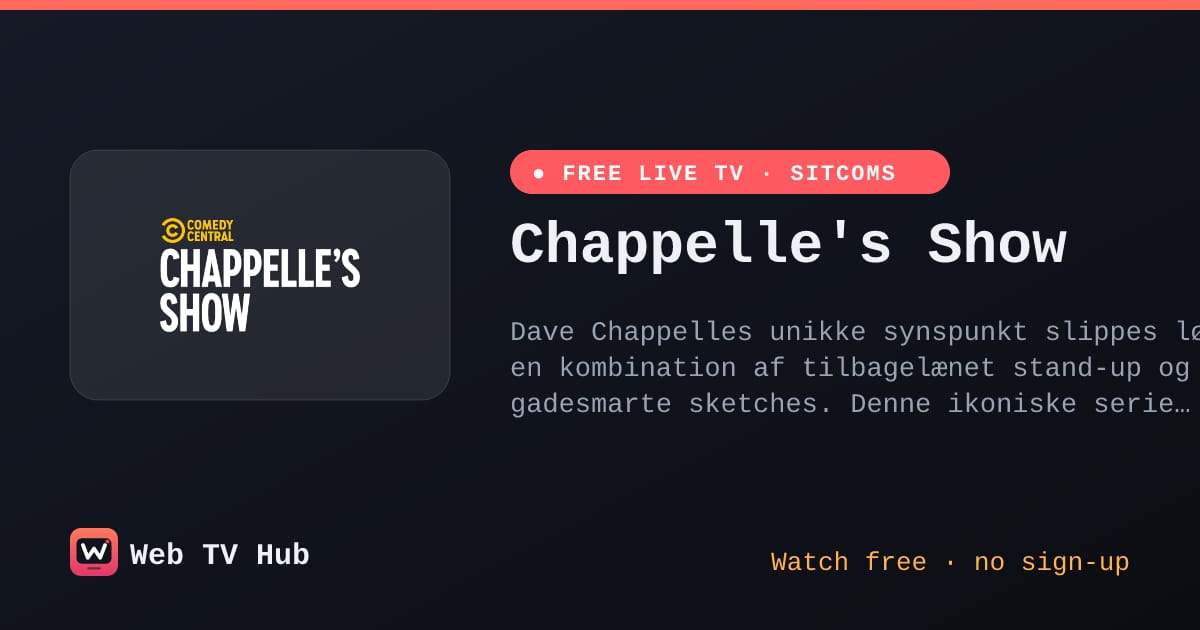 COMEDY
CENTRAL
CHAPPELLE’S
SHOW
• FREE LIVE TV · SITCOMS
Chappelle's Show
Dave Chappelles unikke synspunkt slippes
en kombination af tilbagelænet stand-up og
gadesmarte sketches. Denne ikoniske serie…
Web TV Hub
Watch free · no sign-up